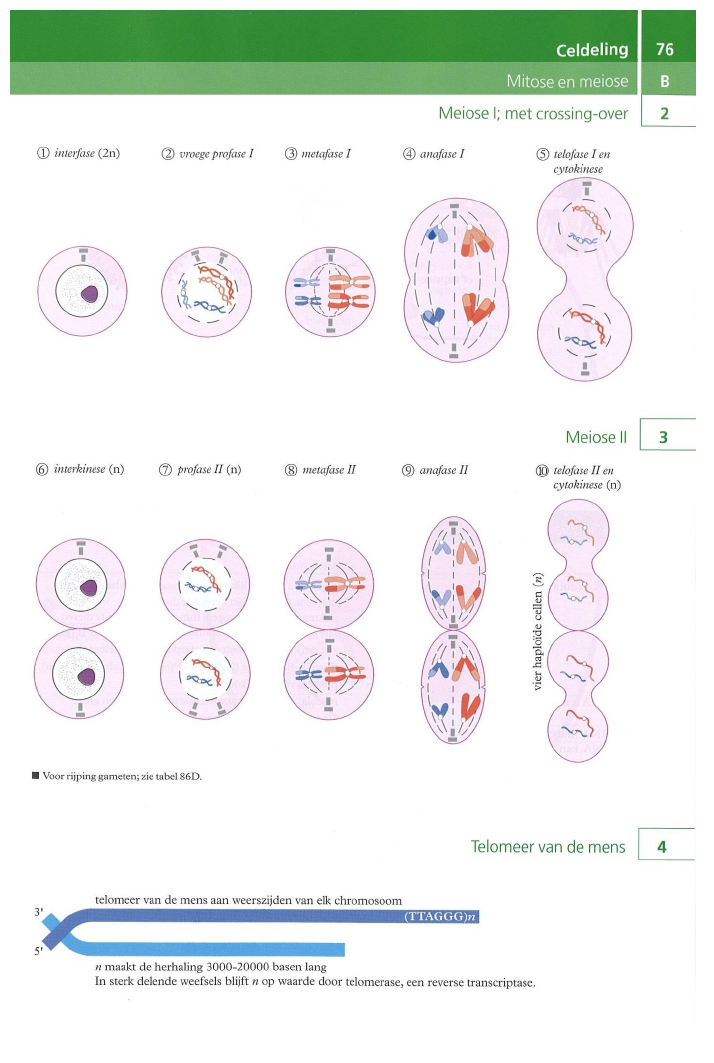 Celdeling 76
Mitose en meiose B
Meiose I; met crossing-over 2
① interfase (2n)
② vroege profase I
③ metafase I
④ anafase I
⑤ telofase I en
cytokinese
Meiose II 3
⑥ interkinese (n)
⑦ profase II (n)
⑧ metafase II
⑨ anafase II
⑩ telofase II en
cytokinese (n)
vier haploïde cellen (n)
■ Voor rijping gameten; zie tabel 86D.
Telomeer van de mens 4
telomeer van de mens aan weerszijden van elk chromosoom
3'
(TTAGGG)n
5'
n maakt de herhaling 3000-20000 basen lang
In sterk delende weefsels blijft n op waarde door telomerase, een reverse transcriptase.